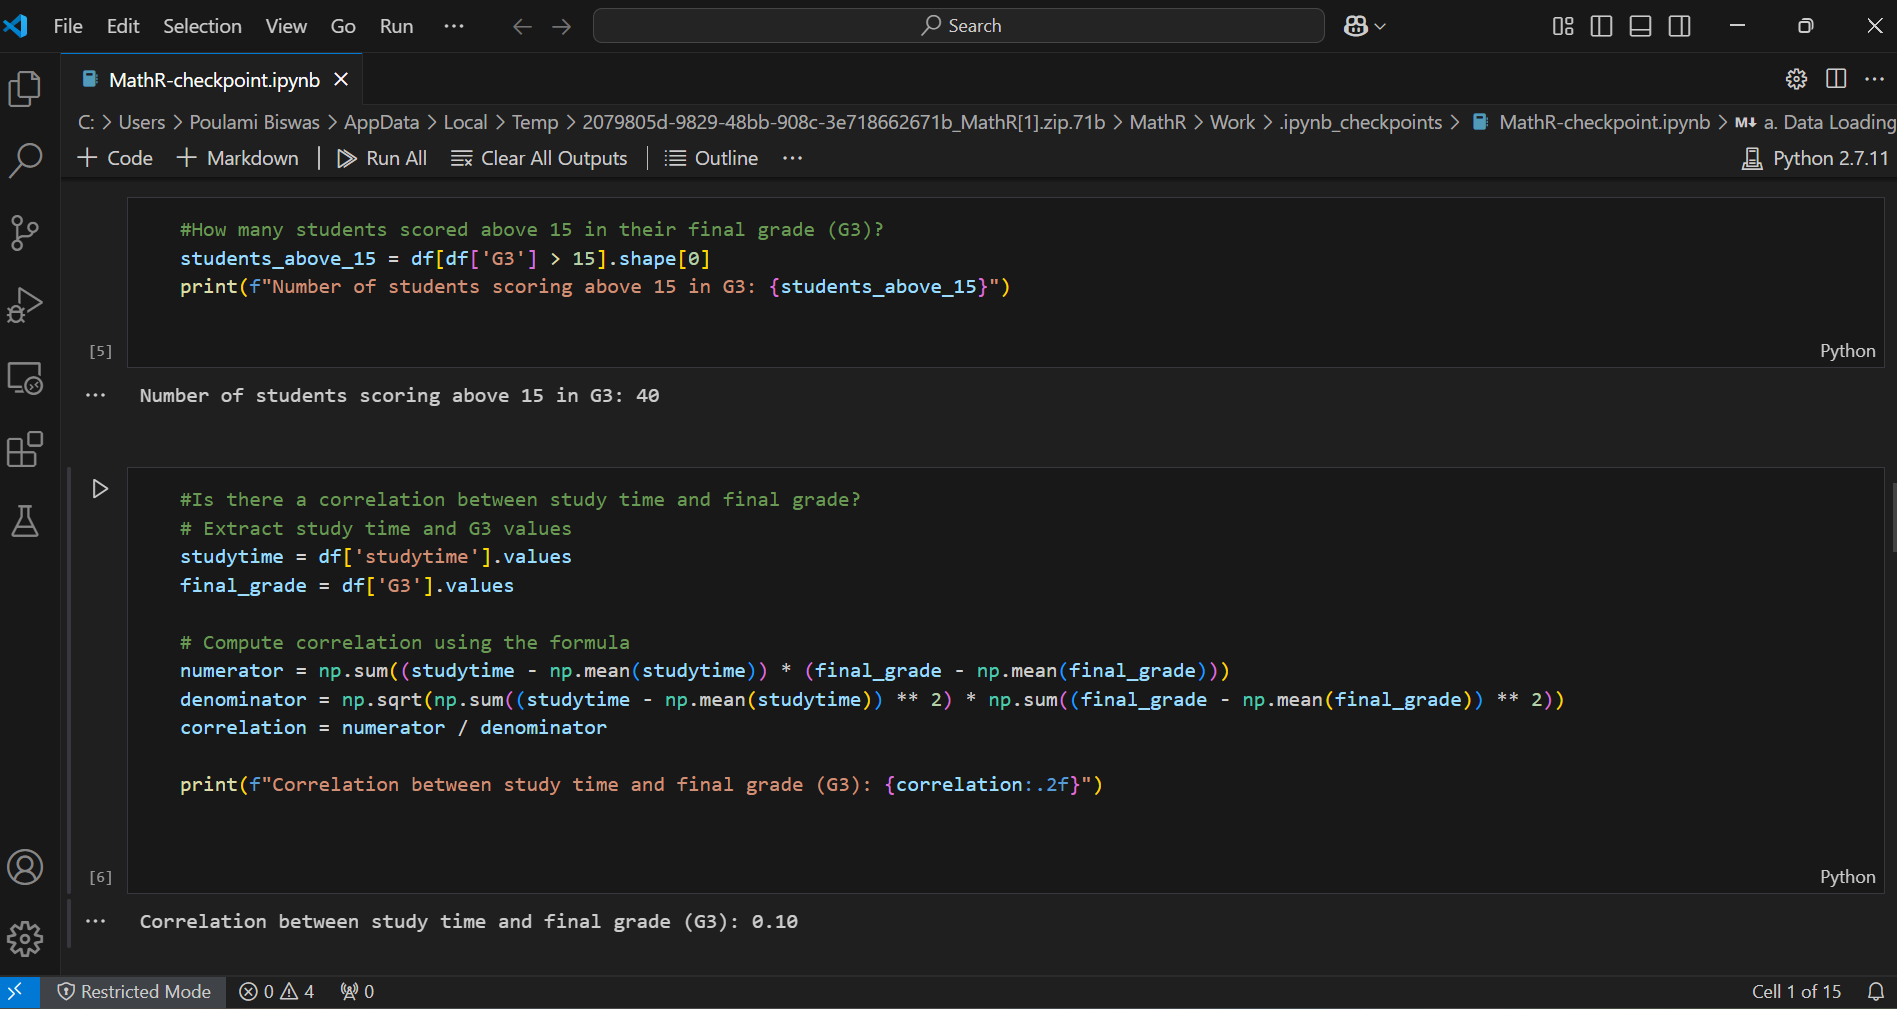 File Edit Selection View Go Run ··· Search
MathR-checkpoint.ipynb
C: > Users > Poulami Biswas > AppData > Local > Temp > 2079805d-9829-48bb-908c-3e718662671b_MathR[1].zip.71b > MathR > Work > .ipynb_checkpoints > MathR-checkpoint.ipynb > M↓ a. Data Loading
+ Code + Markdown | Run All Clear All Outputs | Outline ··· Python 2.7.11
#How many students scored above 15 in their final grade (G3)?
students_above_15 = df[df['G3'] > 15].shape[0]
print(f"Number of students scoring above 15 in G3: {students_above_15}")
[5] Python
··· Number of students scoring above 15 in G3: 40
#Is there a correlation between study time and final grade?
# Extract study time and G3 values
studytime = df['studytime'].values
final_grade = df['G3'].values
# Compute correlation using the formula
numerator = np.sum((studytime - np.mean(studytime)) * (final_grade - np.mean(final_grade)))
denominator = np.sqrt(np.sum((studytime - np.mean(studytime)) ** 2) * np.sum((final_grade - np.mean(final_grade)) ** 2))
correlation = numerator / denominator
print(f"Correlation between study time and final grade (G3): {correlation:.2f}")
[6] Python
··· Correlation between study time and final grade (G3): 0.10
Restricted Mode 0 4 0 Cell 1 of 15